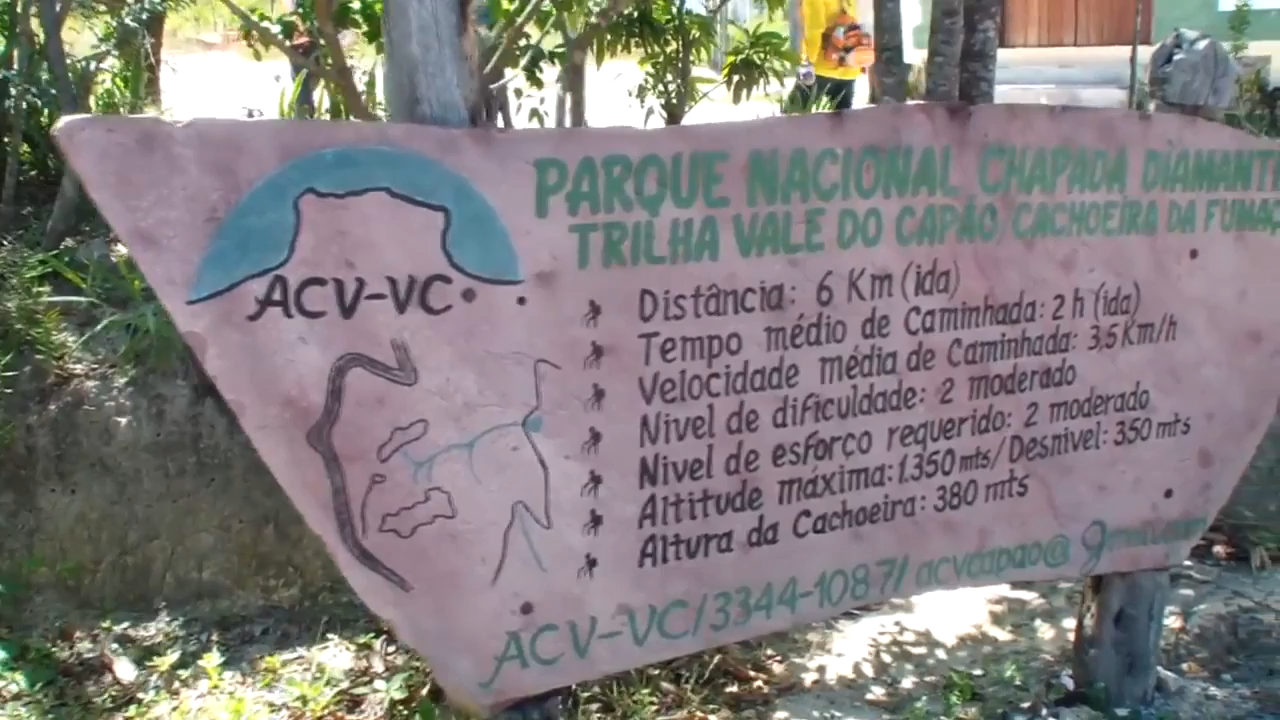 PARQUE NACIONAL CHAPADA DIAMANTI
TRILHA VALE DO CAPÃO CACHOEIRA DA FUMAÇ
ACV-VC
Distância: 6 Km (ida)
Tempo médio de Caminhada: 2 h (ida)
Velocidade média de Caminhada: 3,5 Km/h
Nivel de dificuldade: 2 moderado
Nivel de esforço requerido: 2 moderado
Altitude máxima: 1.350 mts/Desnivel: 350 mts
Altura da Cachoeira: 380 mts
ACV-VC/3344-1087/ acvcapao@gmail.com